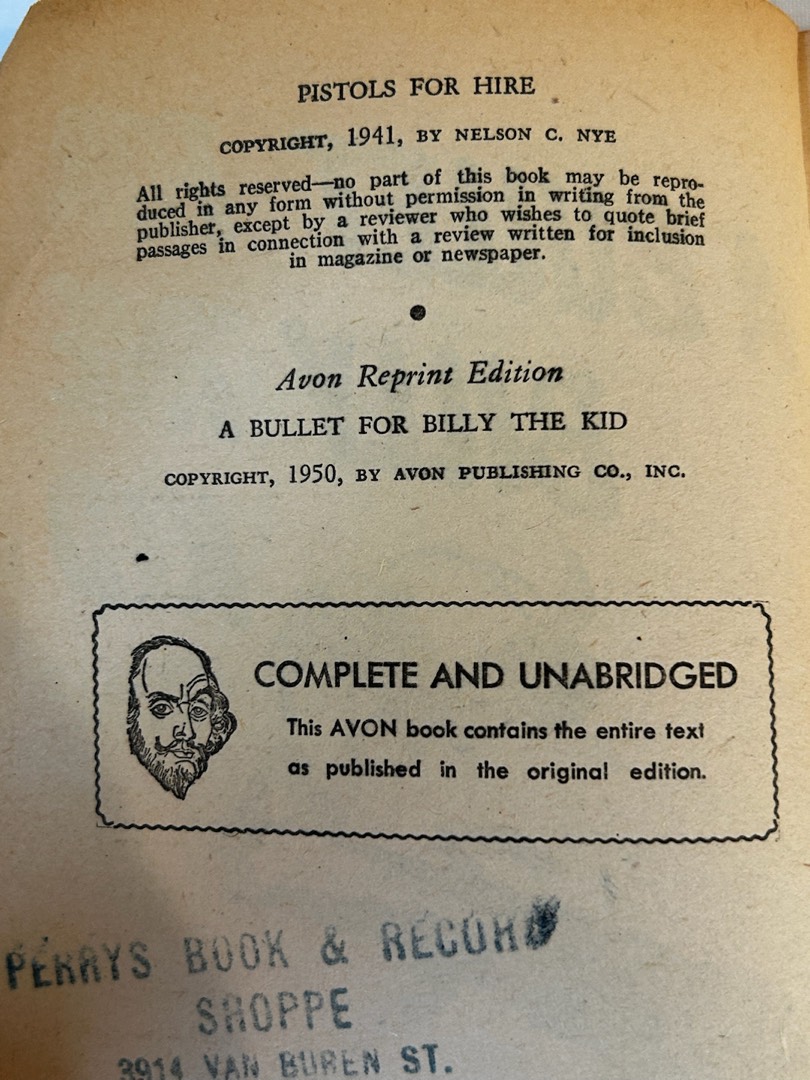 PISTOLS FOR HIRE
COPYRIGHT, 1941, BY NELSON C. NYE
All rights reserved—no part of this book may be repro-
duced in any form without permission in writing from the
publisher, except by a reviewer who wishes to quote brief
passages in connection with a review written for inclusion
in magazine or newspaper.
Avon Reprint Edition
A BULLET FOR BILLY THE KID
COPYRIGHT, 1950, BY AVON PUBLISHING CO., INC.
COMPLETE AND UNABRIDGED
This AVON book contains the entire text
as published in the original edition.
PERRYS BOOK & RECORD
SHOPPE
3914 VAN BUREN ST.